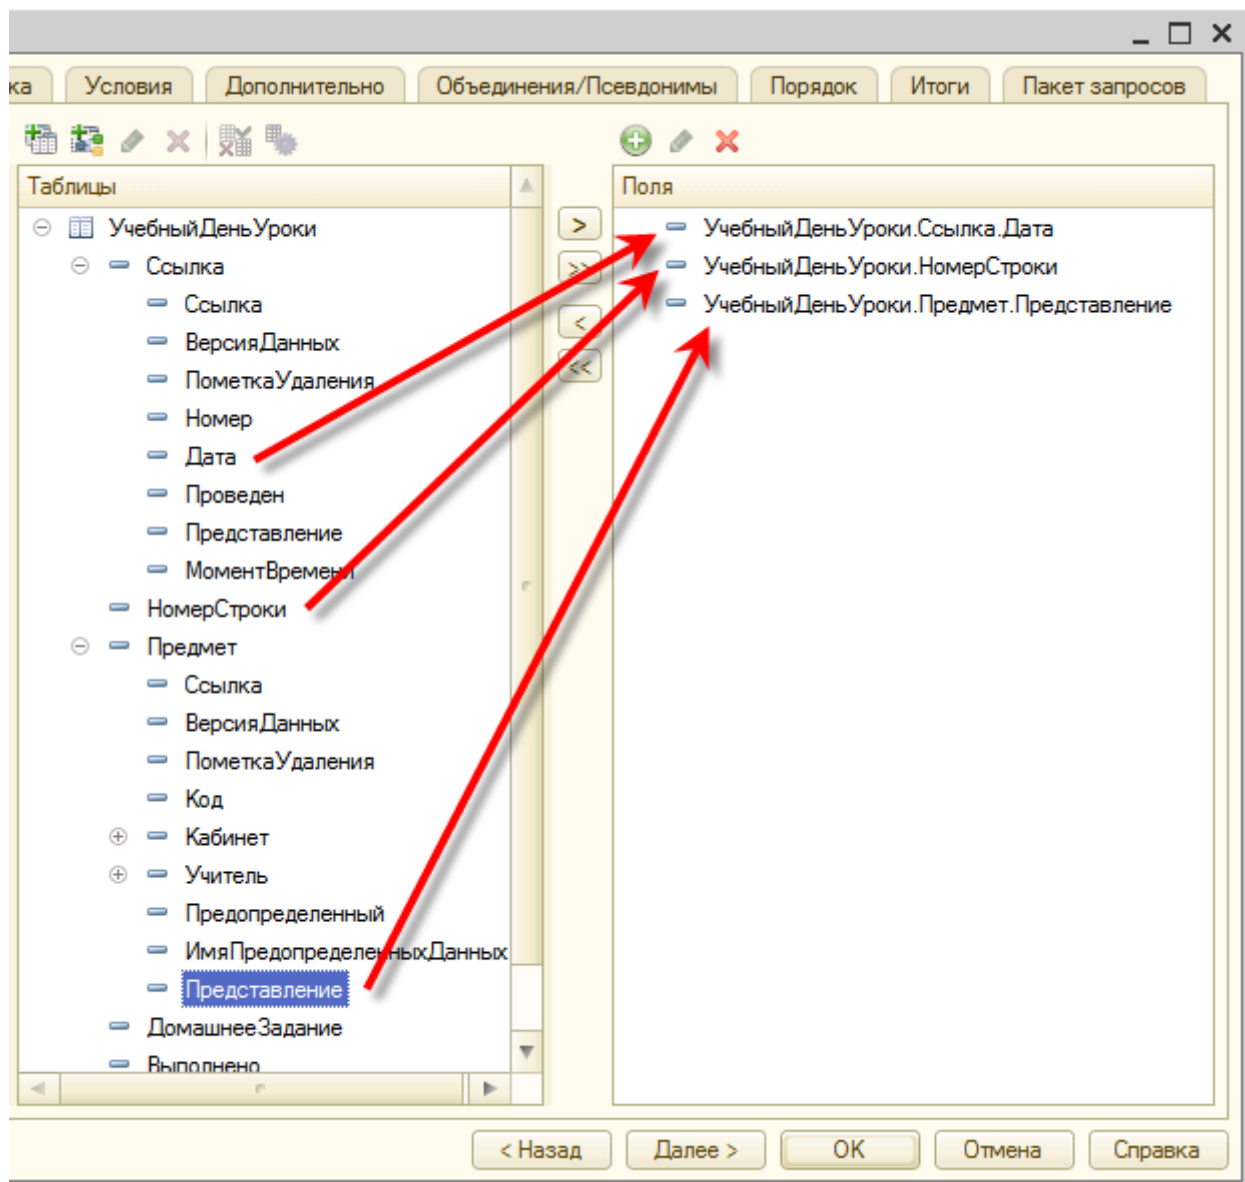 ка Условия Дополнительно Объединения/Псевдонимы Порядок Итоги Пакет запросов
Таблицы
УчебныйДеньУроки
Ссылка
Ссылка
ВерсияДанных
ПометкаУдаления
Номер
Дата
Проведен
Представление
МоментВремени
НомерСтроки
Предмет
Ссылка
ВерсияДанных
ПометкаУдаления
Код
Кабинет
Учитель
Предопределенный
ИмяПредопределенныхДанных
Представление
ДомашнееЗадание
Выполнено
>
>>
<
<<
Поля
УчебныйДеньУроки.Ссылка.Дата
УчебныйДеньУроки.НомерСтроки
УчебныйДеньУроки.Предмет.Представление
< Назад Далее > ОК Отмена Справка